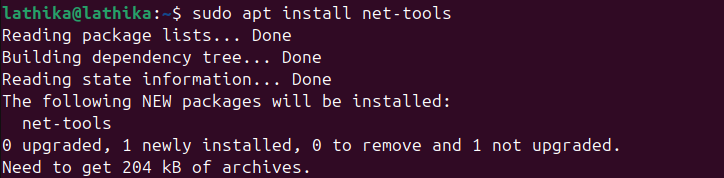 lathika@lathika:~$ sudo apt install net-tools
Reading package lists... Done
Building dependency tree... Done
Reading state information... Done
The following NEW packages will be installed:
  net-tools
0 upgraded, 1 newly installed, 0 to remove and 1 not upgraded.
Need to get 204 kB of archives.